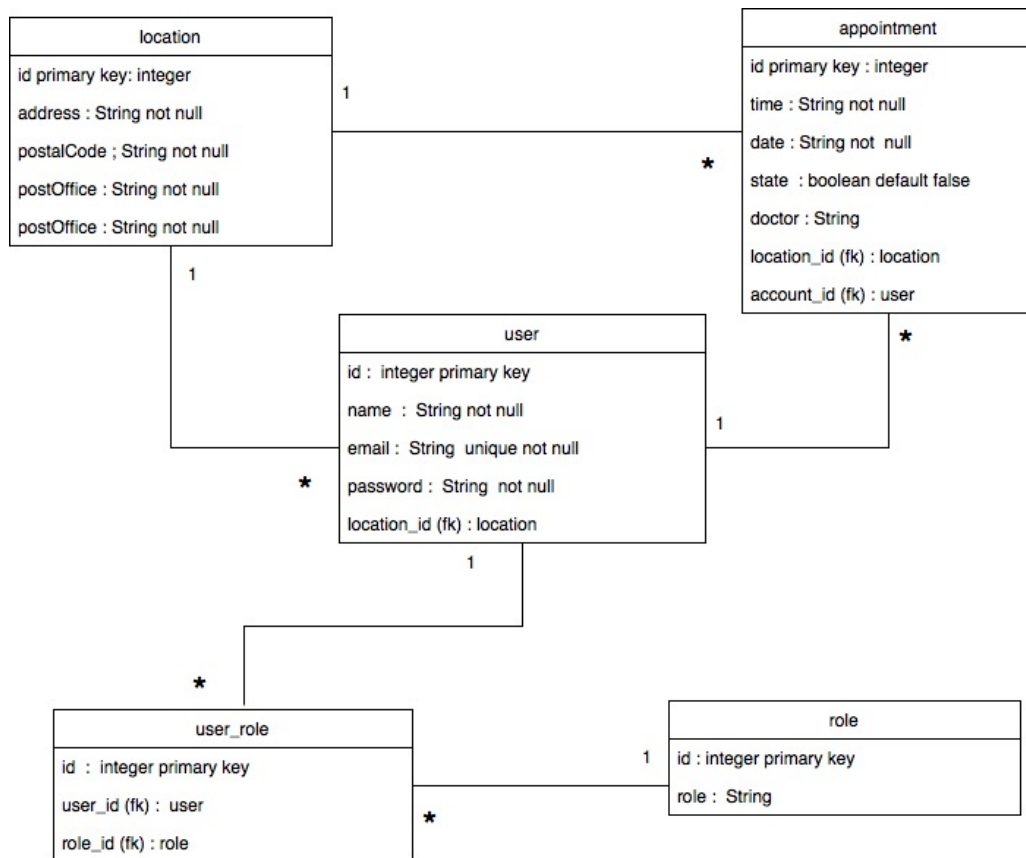 location
id primary key: integer
address : String not null
postalCode ; String not null
postOffice : String not null
postOffice : String not null
appointment
id primary key : integer
time : String not null
date : String not  null
state  : boolean default false
doctor : String
location_id (fk) : location
account_id (fk) : user
1
*
1
*
user
id :  integer primary key
name  :  String not null
email :  String  unique not null
password :  String  not null
location_id (fk) : location
1
*
1
*
user_role
id  :  integer primary key
user_id (fk) :  user
role_id (fk) : role
1
*
role
id : integer primary key
role :  String